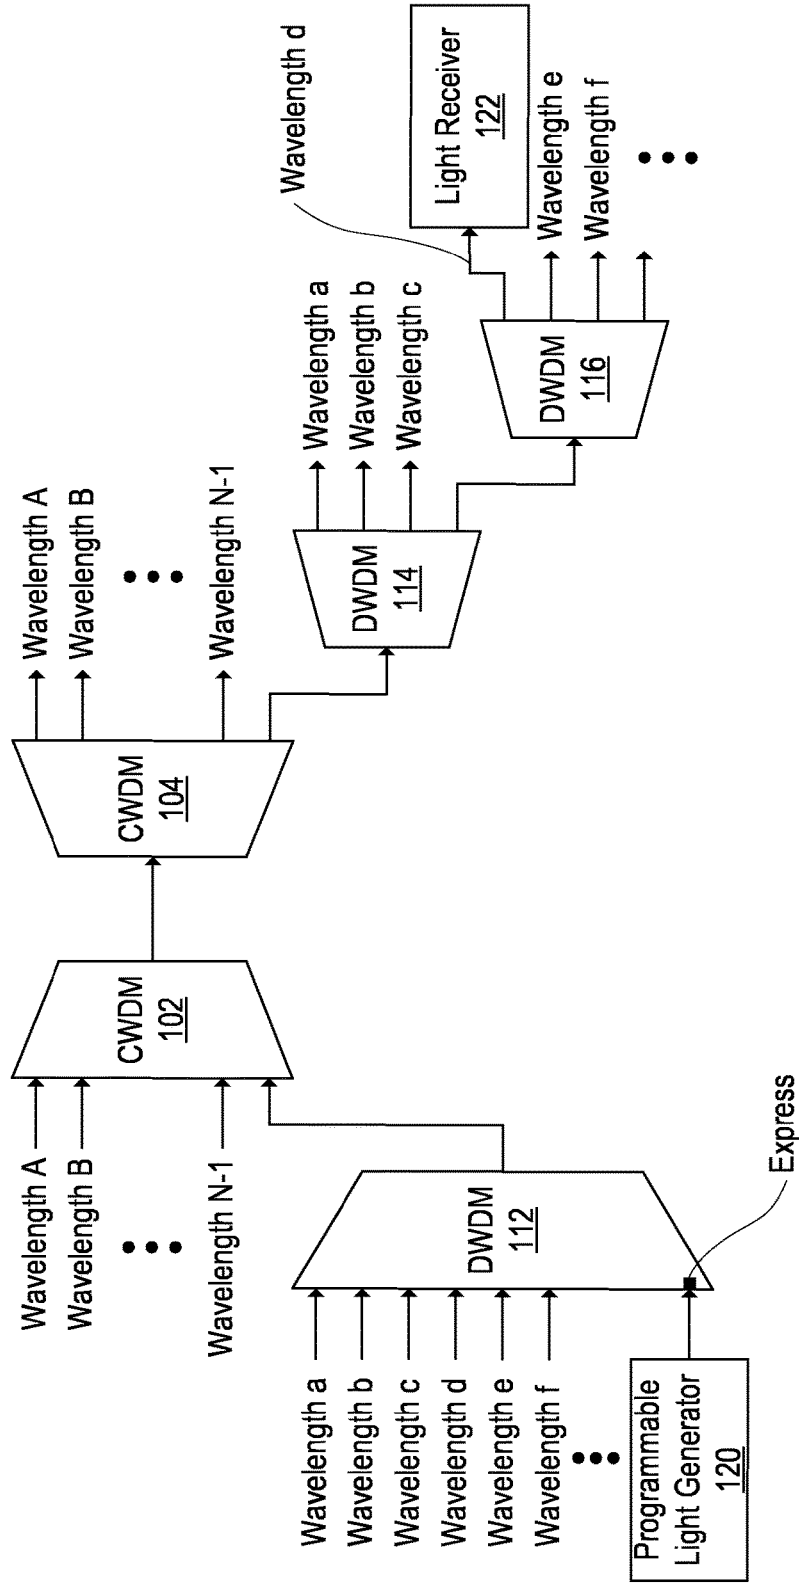 Wavelength A
Wavelength B
Wavelength N-1
Wavelength a
Wavelength b
Wavelength c
Wavelength d
Wavelength e
Wavelength f
Programmable
Light Generator
120
Express
DWDM
112
CWDM
102
CWDM
104
Wavelength A
Wavelength B
Wavelength N-1
DWDM
114
Wavelength a
Wavelength b
Wavelength c
DWDM
116
Wavelength d
Light Receiver
122
Wavelength e
Wavelength f